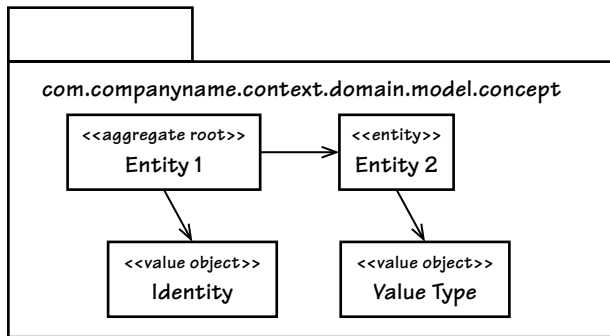 com.companyname.context.domain.model.concept
<<aggregate root>>
Entity 1
<<entity>>
Entity 2
<<value object>>
Identity
<<value object>>
Value Type